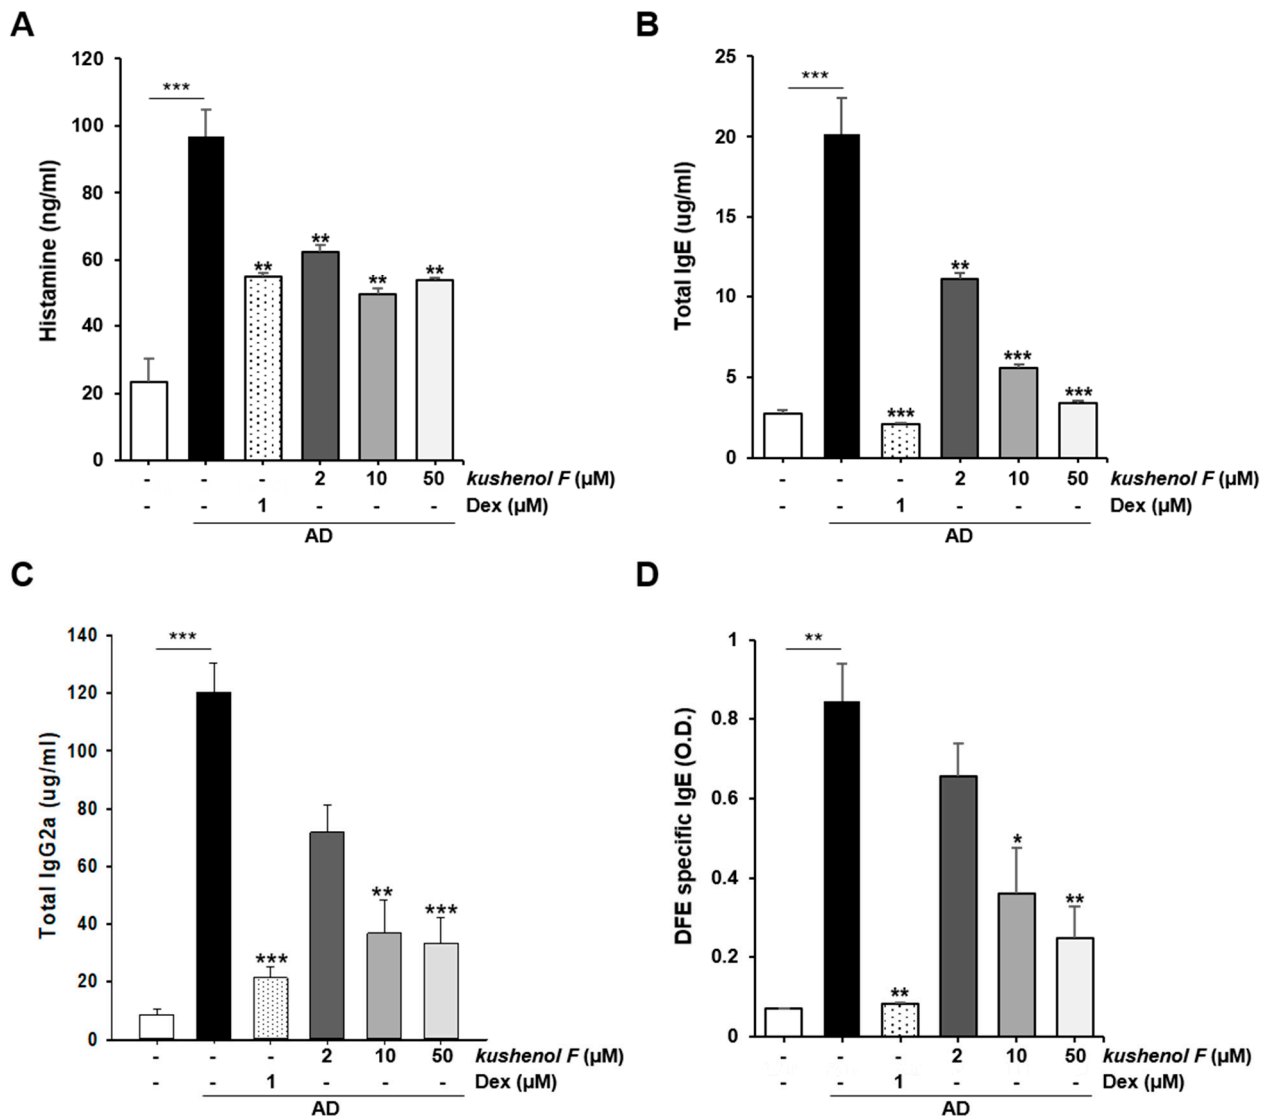 A
Histamine (ng/ml)
120
100
80
60
40
20
0
***
**
**
**
**
- - - 2 10 50 kushenol F (µM)
- - 1 - - - Dex (µM)
AD
B
Total IgE (ug/ml)
25
20
15
10
5
0
***
***
**
***
***
- - - 2 10 50 kushenol F (µM)
- - 1 - - - Dex (µM)
AD
C
Total IgG2a (ug/ml)
140
120
100
80
60
40
20
0
***
***
**
***
- - - 2 10 50 kushenol F (µM)
- - 1 - - - Dex (µM)
AD
D
DFE specific IgE (O.D.)
1
0.8
0.6
0.4
0.2
0
**
**
*
**
- - - 2 10 50 kushenol F (µM)
- - 1 - - - Dex (µM)
AD